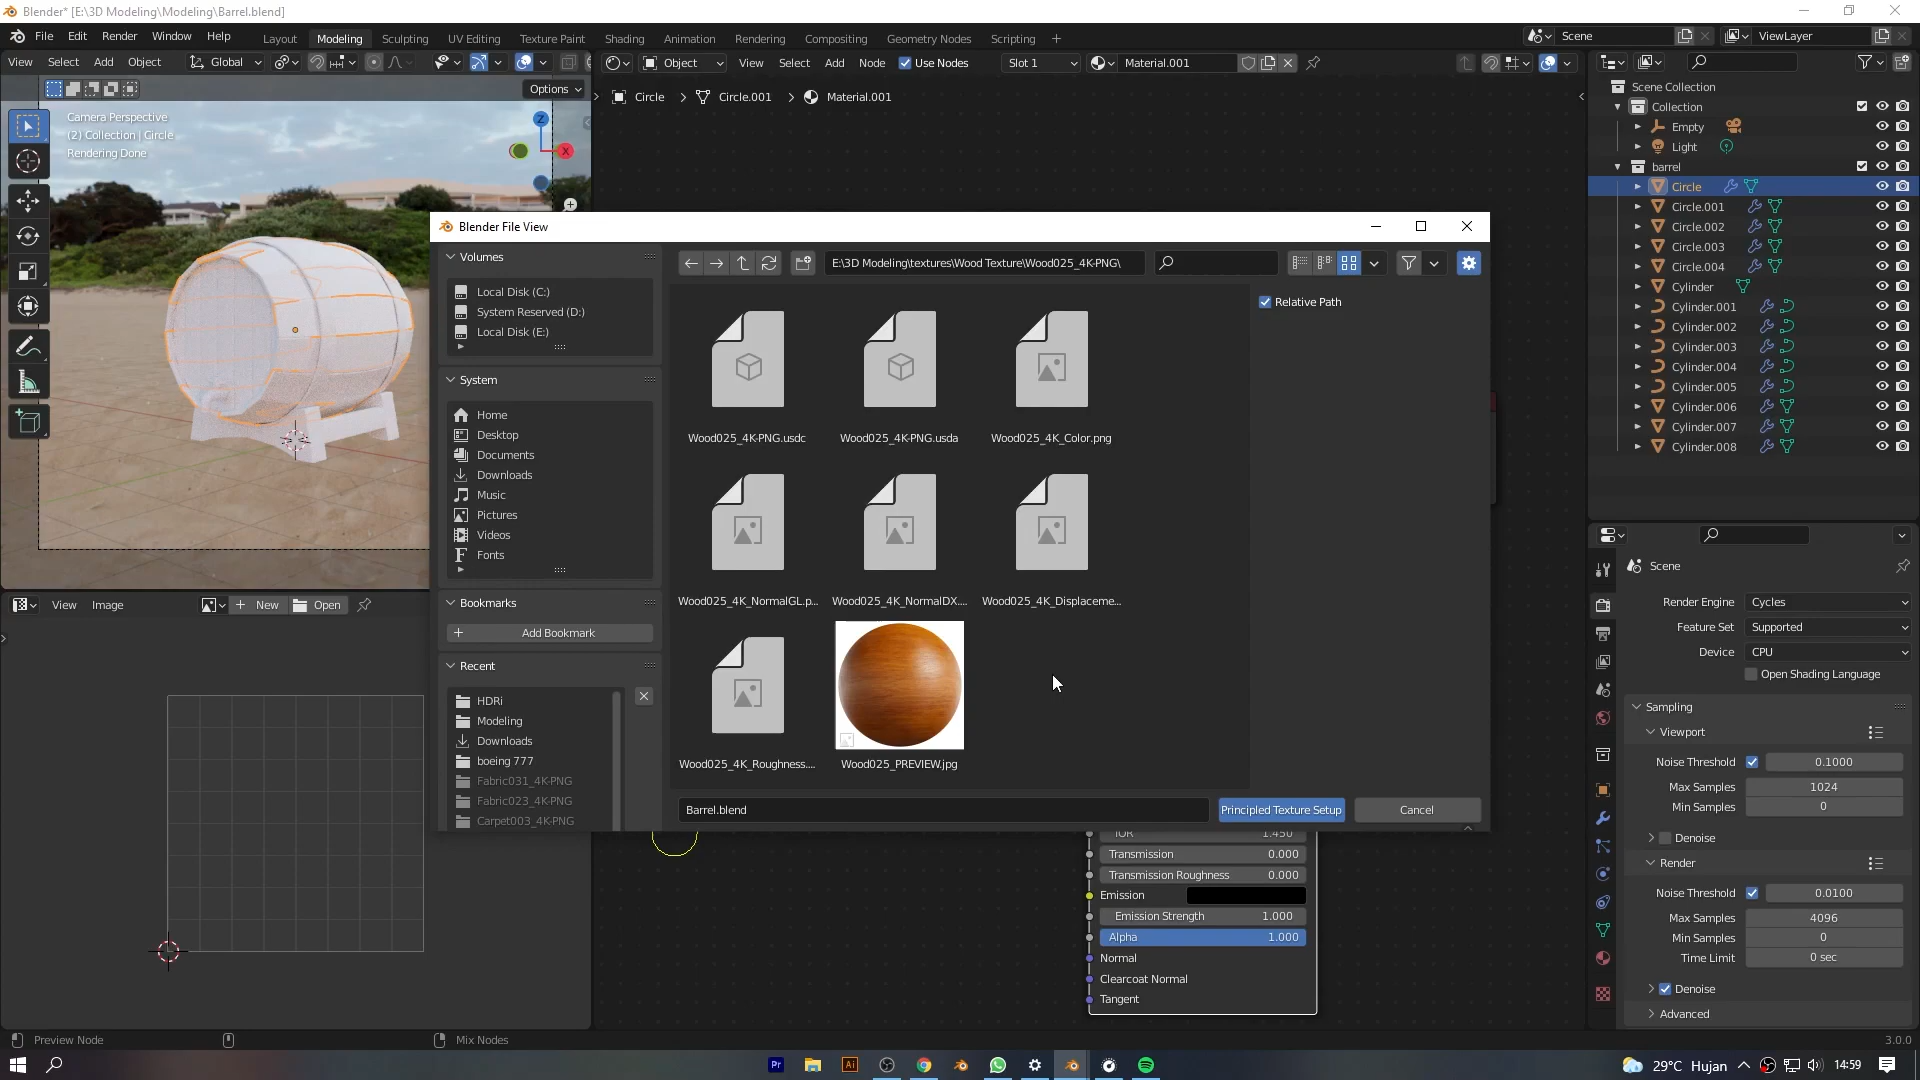 Blender* [E:\3D Modeling\Modeling\Barrel.blend]
File Edit Render Window Help
Layout Modeling Sculpting UV Editing Texture Paint Shading Animation Rendering Compositing Geometry Nodes Scripting
Scene
ViewLayer
View Select Add Object Global
Object View Select Add Node Use Nodes Slot 1 Material.001
Options
Circle Circle.001 Material.001
Camera Perspective
(2) Collection | Circle
Rendering Done
Z
X
Scene Collection
Collection
Empty
Light
barrel
Circle
Circle.001
Circle.002
Circle.003
Circle.004
Cylinder
Cylinder.001
Cylinder.002
Cylinder.003
Cylinder.004
Cylinder.005
Cylinder.006
Cylinder.007
Cylinder.008
Blender File View
Volumes
Local Disk (C:)
System Reserved (D:)
Local Disk (E:)
System
Home
Desktop
Documents
Downloads
Music
Pictures
Videos
Fonts
Bookmarks
Add Bookmark
Recent
HDRi
Modeling
Downloads
boeing 777
Fabric031_4K-PNG
Fabric023_4K-PNG
Carpet003_4K-PNG
E:\3D Modeling\textures\Wood Texture\Wood025_4K-PNG\
Relative Path
Wood025_4K-PNG.usdc
Wood025_4K-PNG.usda
Wood025_4K_Color.png
Wood025_4K_NormalGL.p...
Wood025_4K_NormalDX....
Wood025_4K_Displaceme...
Wood025_4K_Roughness....
Wood025_PREVIEW.jpg
Barrel.blend
Principled Texture Setup
Cancel
View Image New Open
IOR 1.450
Transmission 0.000
Transmission Roughness 0.000
Emission
Emission Strength 1.000
Alpha 1.000
Normal
Clearcoat Normal
Tangent
Scene
Render Engine Cycles
Feature Set Supported
Device CPU
Open Shading Language
Sampling
Viewport
Noise Threshold 0.1000
Max Samples 1024
Min Samples 0
Denoise
Render
Noise Threshold 0.0100
Max Samples 4096
Min Samples 0
Time Limit 0 sec
Denoise
Advanced
Preview Node
Mix Nodes
3.0.0
Pr
Ai
29°C Hujan
14:59